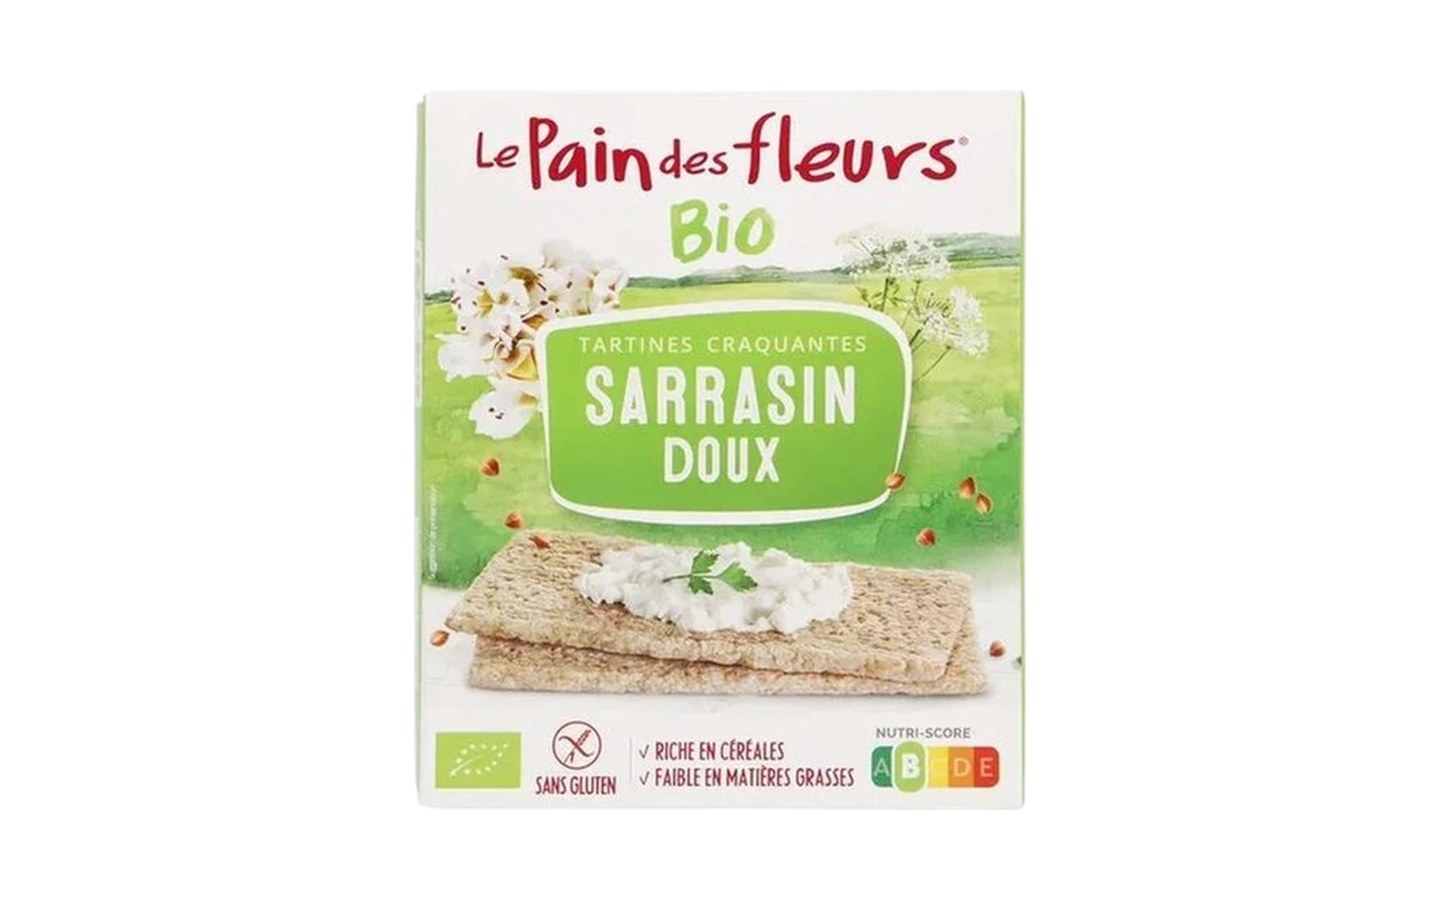 Le Pain des fleurs®
Bio
TARTINES CRAQUANTES
SARRASIN
DOUX
SANS GLUTEN
✓ RICHE EN CÉRÉALES
✓ FAIBLE EN MATIÈRES GRASSES
NUTRI-SCORE
A B C D E